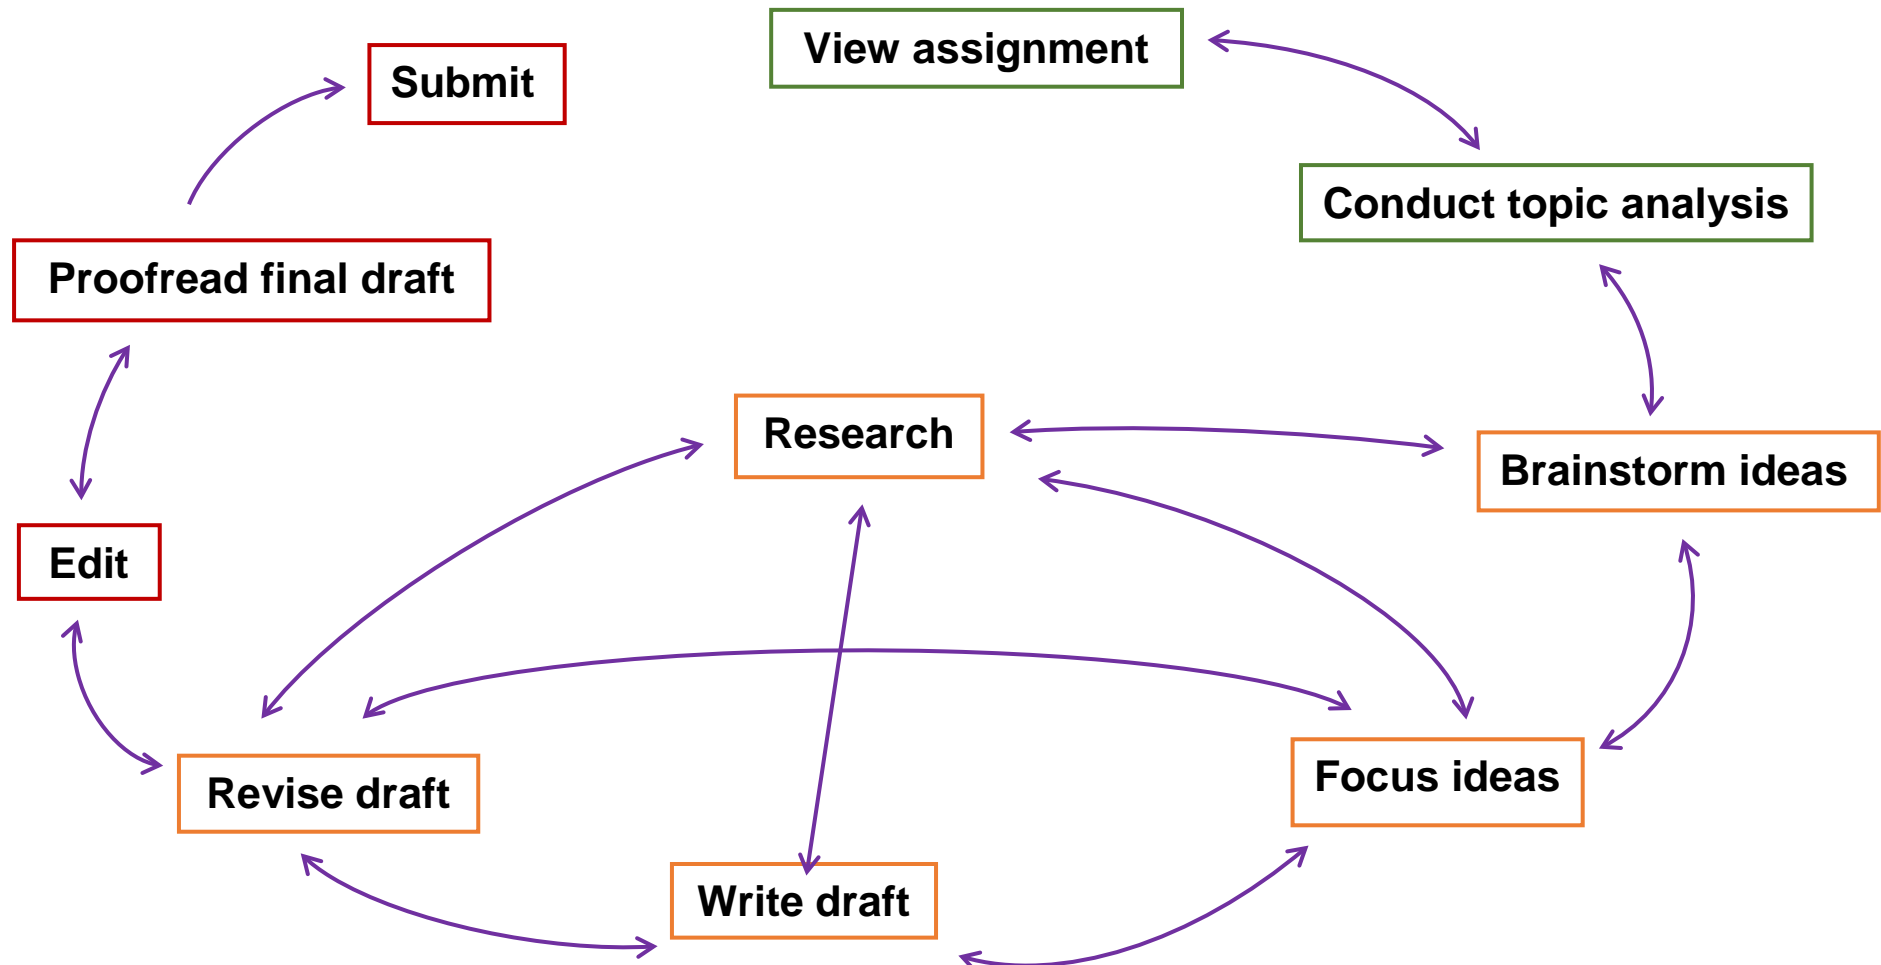 View assignment
Submit
Conduct topic analysis
Proofread final draft
Research
Brainstorm ideas
Edit
Focus ideas
Revise draft
Write draft